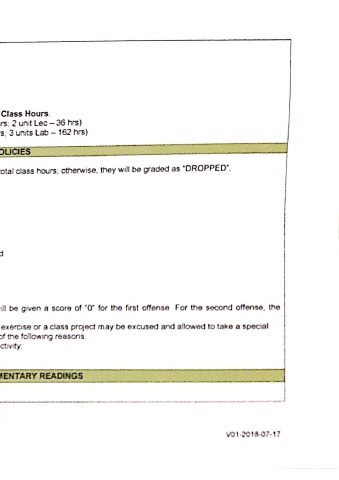 Class Hours.
rs; 2 unit Lec – 36 hrs)
s; 3 units Lab – 162 hrs)
OLICIES
total class hours; otherwise, they will be graded as "DROPPED".
d
ill be given a score of "0" for the first offense. For the second offense, the
exercise or a class project may be excused and allowed to take a special
of the following reasons.
ctivity;
MENTARY READINGS
V01-2018-07-17